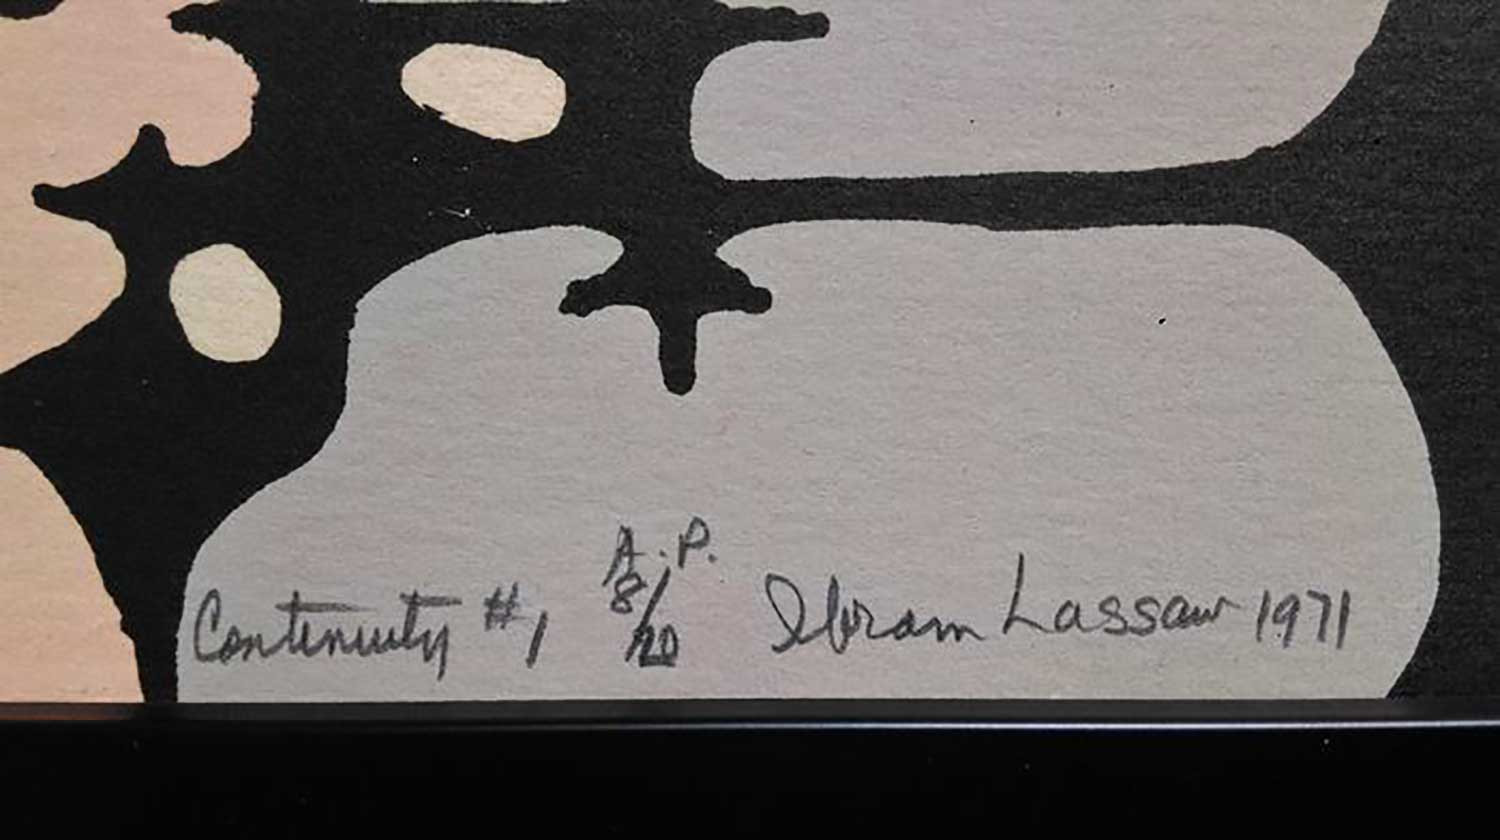 Continuity #1 A.P. 8/20 Ibram Lassaw 1971